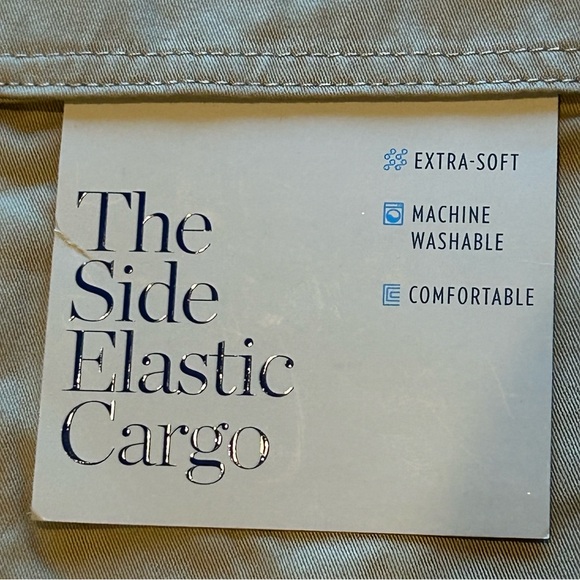 The
Side
Elastic
Cargo
EXTRA-SOFT
MACHINE
WASHABLE
COMFORTABLE